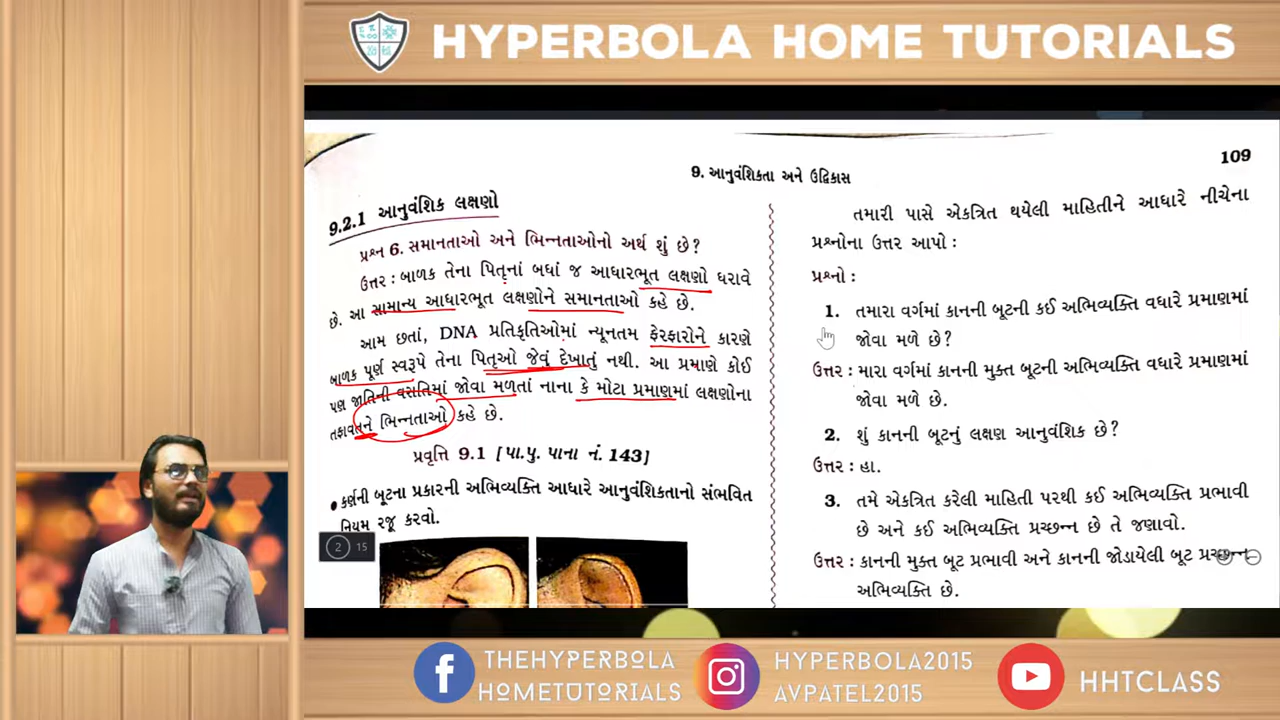 HYPERBOLA HOME TUTORIALS
109
9. આનુવંશિકતા અને ઉદ્વિકાસ
9.2.1 આનુવંશિક લક્ષણો
પ્રશ્ન 6. સમાનતાઓ અને ભિન્નતાઓનો અર્થ શું છે?
ઉત્તર : બાળક તેના પિતૃનાં બધાં જ આધારભૂત લક્ષણો ધરાવે
છે. આ સામાન્ય આધારભૂત લક્ષણોને સમાનતાઓ કહે છે.
આમ છતાં, DNA પ્રતિકૃતિઓમાં ન્યૂનતમ ફેરફારોને કારણે
બાળક પૂર્ણ સ્વરૂપે તેના પિતૃઓ જેવું દેખાતું નથી. આ પ્રમાણે કોઈ
પણ જાતિની વસતિમાં જોવા મળતાં નાના કે મોટા પ્રમાણમાં લક્ષણોના
તફાવતને ભિન્નતાઓ કહે છે.
પ્રવૃત્તિ 9.1 [પા.પુ. પાના નં. 143]
• કર્ણની બૂટના પ્રકારની અભિવ્યક્તિ આધારે આનુવંશિકતાનો સંભવિત
નિયમ રજૂ કરવો.
2 15
તમારી પાસે એકત્રિત થયેલી માહિતીને આધારે નીચેના
પ્રશ્નોના ઉત્તર આપો :
પ્રશ્નો :
1. તમારા વર્ગમાં કાનની બૂટની કઈ અભિવ્યક્તિ વધારે પ્રમાણમાં
જોવા મળે છે?
ઉત્તર : મારા વર્ગમાં કાનની મુક્ત બૂટની અભિવ્યક્તિ વધારે પ્રમાણમાં
જોવા મળે છે.
2. શું કાનની બૂટનું લક્ષણ આનુવંશિક છે?
ઉત્તર : હા.
3. તમે એકત્રિત કરેલી માહિતી પરથી કઈ અભિવ્યક્તિ પ્રભાવી
છે અને કઈ અભિવ્યક્તિ પ્રચ્છન્ન છે તે જણાવો.
ઉત્તર : કાનની મુક્ત બૂટ પ્રભાવી અને કાનની જોડાયેલી બૂટ પ્રચ્છન્ન
અભિવ્યક્તિ છે.
THEHYPERBOLA
HOMETUTORIALS
HYPERBOLA2015
AVPATEL2015
HHTCLASS